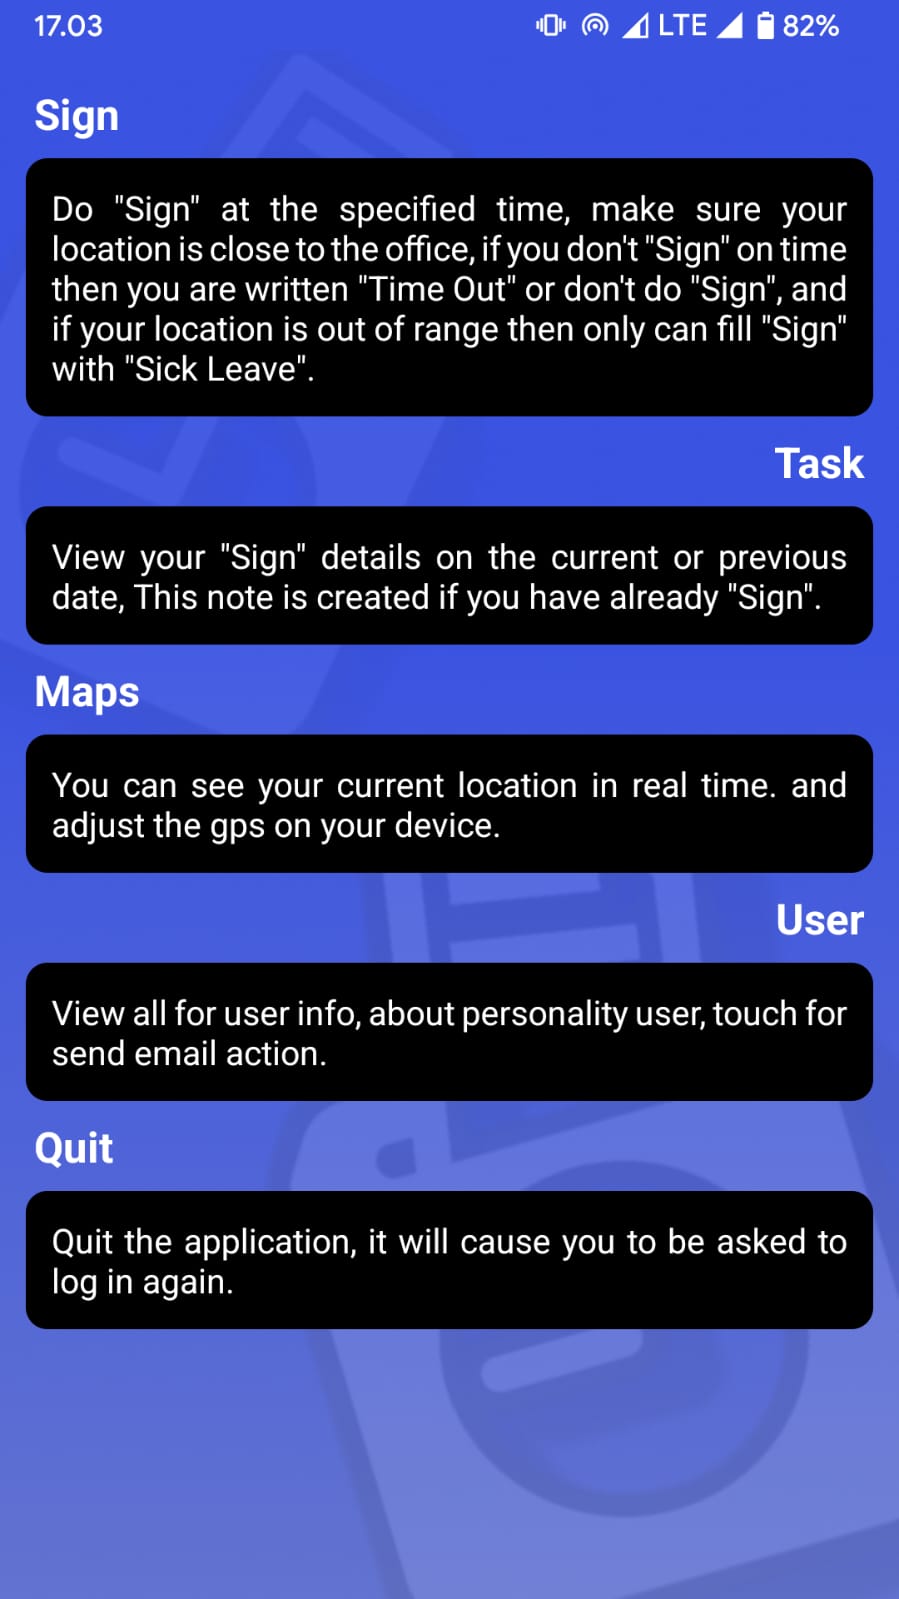 17.03 LTE 82%
Sign
Do "Sign" at the specified time, make sure your
location is close to the office, if you don't "Sign" on time
then you are written "Time Out" or don't do "Sign", and
if your location is out of range then only can fill "Sign"
with "Sick Leave".
Task
View your "Sign" details on the current or previous
date, This note is created if you have already "Sign".
Maps
You can see your current location in real time. and
adjust the gps on your device.
User
View all for user info, about personality user, touch for
send email action.
Quit
Quit the application, it will cause you to be asked to
log in again.